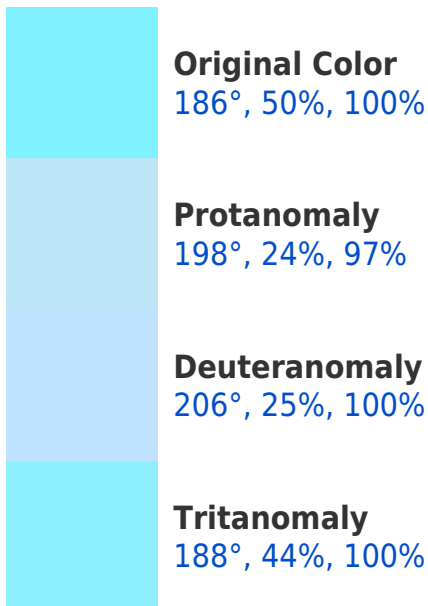 Original Color
186°, 50%, 100%
Protanomaly
198°, 24%, 97%
Deuteranomaly
206°, 25%, 100%
Tritanomaly
188°, 44%, 100%